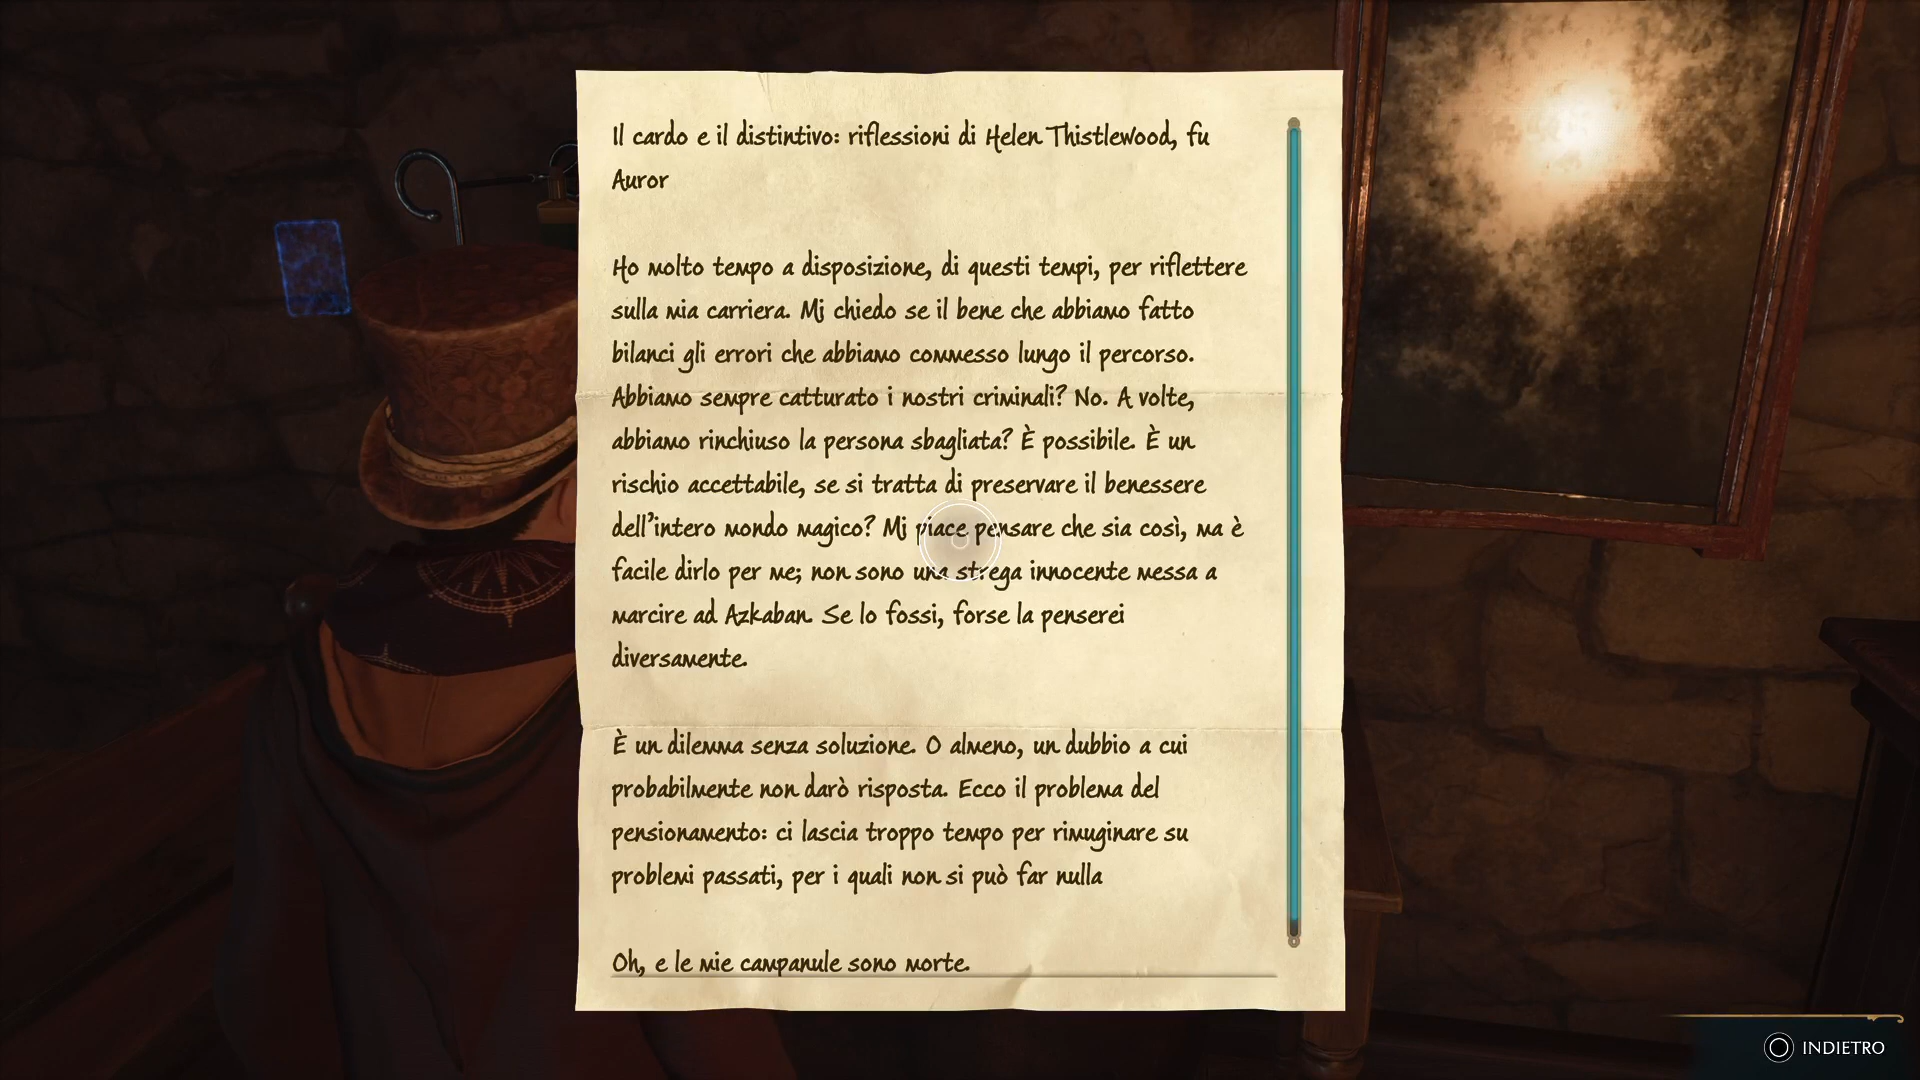 Il cardo e il distintivo: riflessioni di Helen Thistlewood, fu
Auror
Ho molto tempo a disposizione, di questi tempi, per riflettere
sulla mia carriera. Mi chiedo se il bene che abbiamo fatto
bilanci gli errori che abbiamo commesso lungo il percorso.
Abbiamo sempre catturato i nostri criminali? No. A volte,
abbiamo rinchiuso la persona sbagliata? È possibile. È un
rischio accettabile, se si tratta di preservare il benessere
dell'intero mondo magico? Mi piace pensare che sia così, ma è
facile dirlo per me; non sono una strega innocente messa a
marcire ad Azkaban. Se lo fossi, forse la penserei
diversamente.
È un dilemma senza soluzione. O almeno, un dubbio a cui
probabilmente non darò risposta. Ecco il problema del
pensionamento: ci lascia troppo tempo per rimuginare su
problemi passati, per i quali non si può far nulla
Oh, e le mie campanule sono morte.
INDIETRO